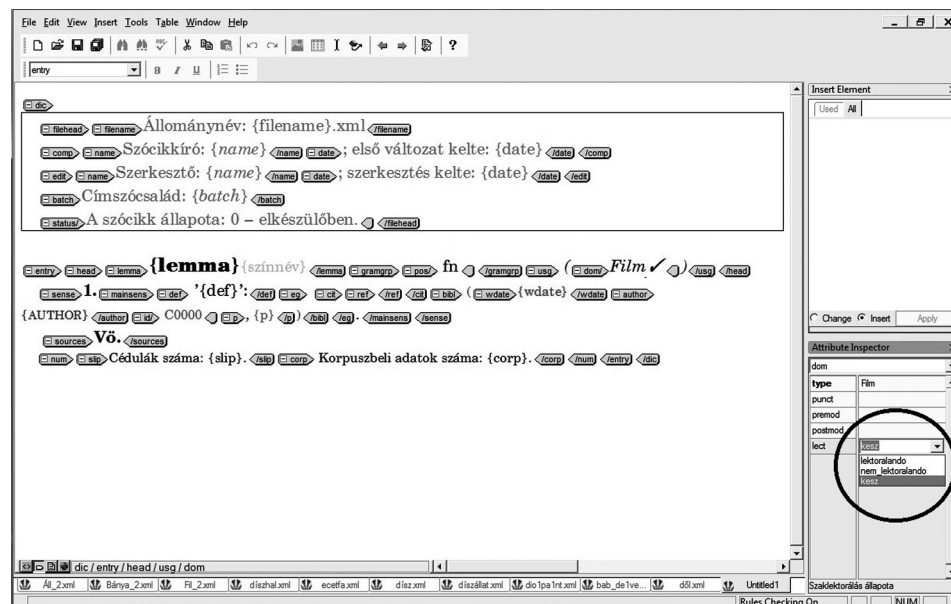 File Edit View Insert Tools Table Window Help
entry
B I U
dic
filehead filename Állománynév: {filename}.xml /filename
comp name Szócikkíró: {name} /name date ; első változat kelte: {date} /date /comp
edit name Szerkesztő: {name} /name date ; szerkesztés kelte: {date} /date /edit
batch Címszócsalád: {batch} /batch
status/ A szócikk állapota: 0 – elkészülőben. /filehead
entry head lemma {lemma} {színnév} /lemma gramgrp pos/ fn /gramgrp usg ( dom/ Film ✓ ) /usg /head
sense 1. mainsens def '{def}': /def eg cit ref /ref /cit bibl ( wdate {wdate} /wdate author
{AUTHOR} /author id/ C0000 p , {p} /p ) /bibl /eg . /mainsens /sense
sources Vö. /sources
num slip Cédulák száma: {slip}. /slip corp Korpuszbeli adatok száma: {corp}. /corp /num /entry /dic
Insert Element
Used All
Change Insert Apply
Attribute Inspector
dom
type Film
punct
premod
postmod
lect kesz
lektoralando
nem_lektoralando
kesz
dic / entry / head / usg / dom
Áll_2.xml Bánya_2.xml Fil_2.xml díszhal.xml ecetfa.xml dísz.xml díszállat.xml dio1pa1nt.xml bab_de1ve... dől.xml Untitled1
Szaklektorálás állapota
Rules Checking On NUM